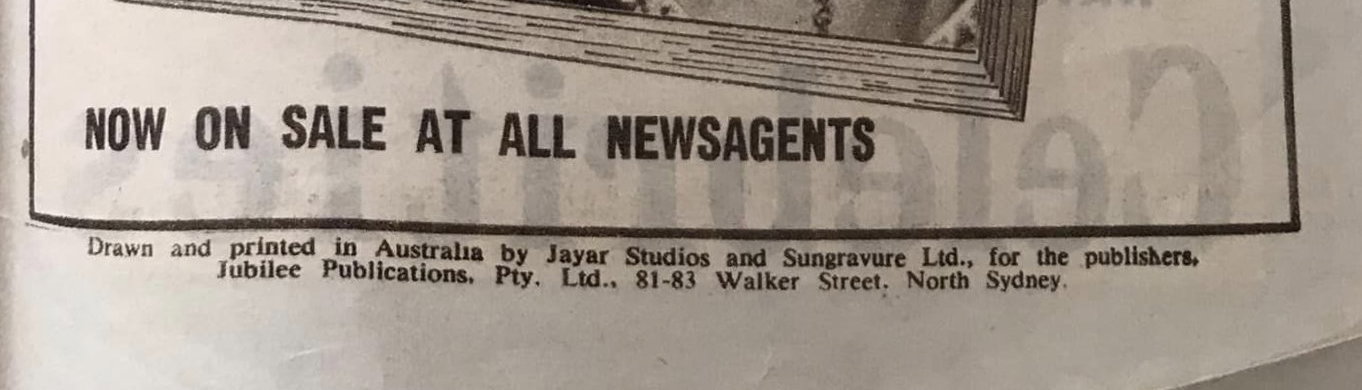 NOW ON SALE AT ALL NEWSAGENTS
Drawn and printed in Australia by Jayar Studios and Sungravure Ltd., for the publishers,
Jubilee Publications, Pty. Ltd., 81-83 Walker Street, North Sydney.
Celebrities